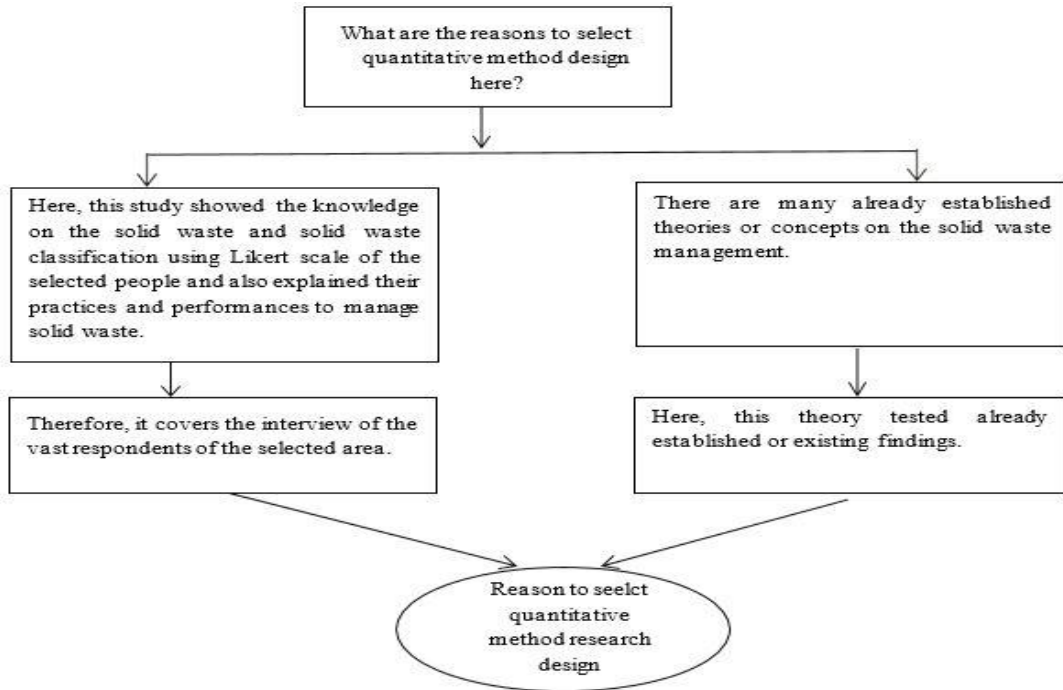 What are the reasons to select
quantitative method design
here?
Here, this study showed the knowledge
on the solid waste and solid waste
classification using Likert scale of the
selected people and also explained their
practices and performances to manage
solid waste.
There are many already established
theories or concepts on the solid waste
management.
Therefore, it covers the interview of the
vast respondents of the selected area.
Here, this theory tested already
established or existing findings.
Reason to seelct
quantitative
method research
design